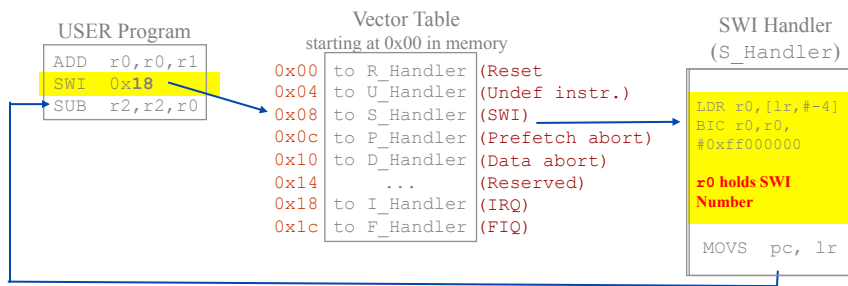 USER Program
ADD r0,r0,r1
SWI 0x18
SUB r2,r2,r0
Vector Table
starting at 0x00 in memory
0x00 to R_Handler (Reset
0x04 to U_Handler (Undef instr.)
0x08 to S_Handler (SWI)
0x0c to P_Handler (Prefetch abort)
0x10 to D_Handler (Data abort)
0x14 ... (Reserved)
0x18 to I_Handler (IRQ)
0x1c to F_Handler (FIQ)
SWI Handler
(S_Handler)
LDR r0,[lr,#-4]
BIC r0,r0,
#0xff000000
r0 holds SWI
Number
MOVS pc, lr